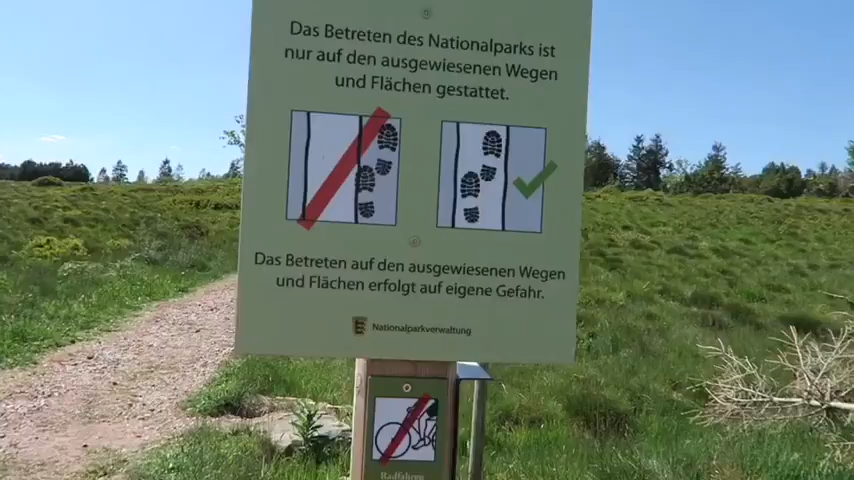 Das Betreten des Nationalparks ist
nur auf den ausgewiesenen Wegen
und Flächen gestattet.
Das Betreten auf den ausgewiesenen Wegen
und Flächen erfolgt auf eigene Gefahr.
Nationalparkverwaltung
Radfahren